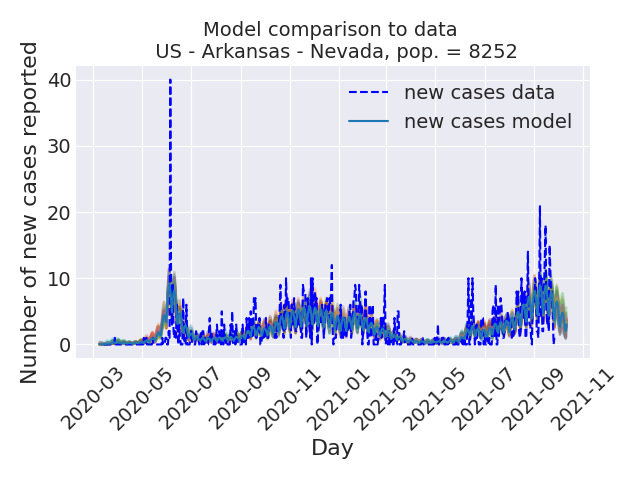 Model comparison to data
US - Arkansas - Nevada, pop. = 8252
Number of new cases reported
40
30
20
10
0
new cases data
new cases model
2020-03
2020-05
2020-07
2020-09
2020-11
2021-01
2021-03
2021-05
2021-07
2021-09
2021-11
Day